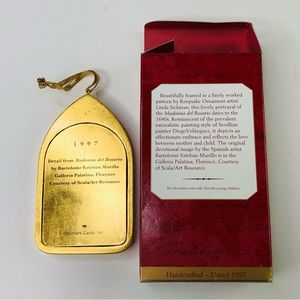 1997
Detail from Madonna del Rosario
by Bartolomé Esteban Murillo
Galleria Palatina, Florence
Courtesy of Scala/Art Resource
Hallmark Cards, Inc.
Beautifully framed in a finely worked
pattern by Keepsake Ornament artist
Linda Sickman, this lovely portrayal of
the Madonna del Rosario dates to the
1640s. Reminiscent of the prevalent
naturalistic painting style of Sevillian
painter Diego Velázquez, it depicts an
affectionate embrace and reflects the love
between mother and child. The original
devotional image by the Spanish artist
Bartolomé Esteban Murillo is in the
Galleria Palatina, Florence. Courtesy
of Scala/Art Resource.
For decorative use only. Not for young children.
Handcrafted – Dated 1997